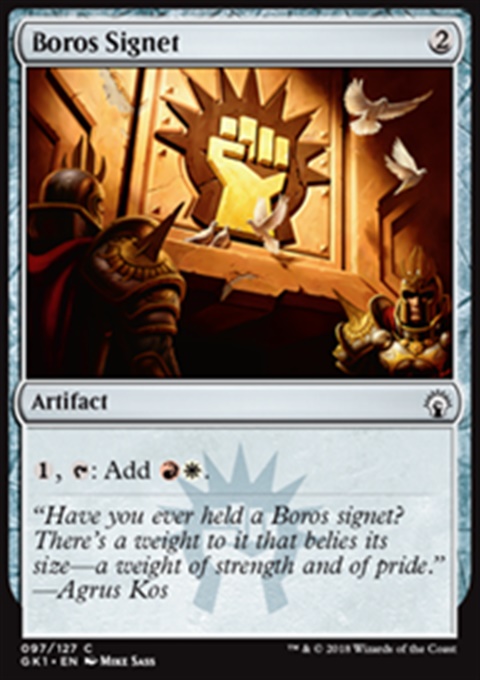 Boros Signet 2
Artifact
1, : Add .
“Have you ever held a Boros signet?
There’s a weight to it that belies its
size—a weight of strength and of pride.”
—Agrus Kos
097/127 C
GK1 • EN Mike Sass
™ & © 2018 Wizards of the Coast